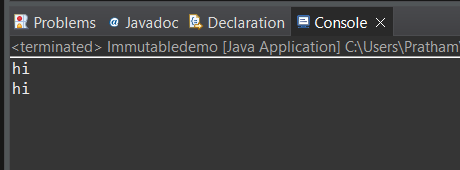 Problems @ Javadoc Declaration Console
<terminated> Immutabledemo [Java Application] C:\Users\Pratham
hi
hi